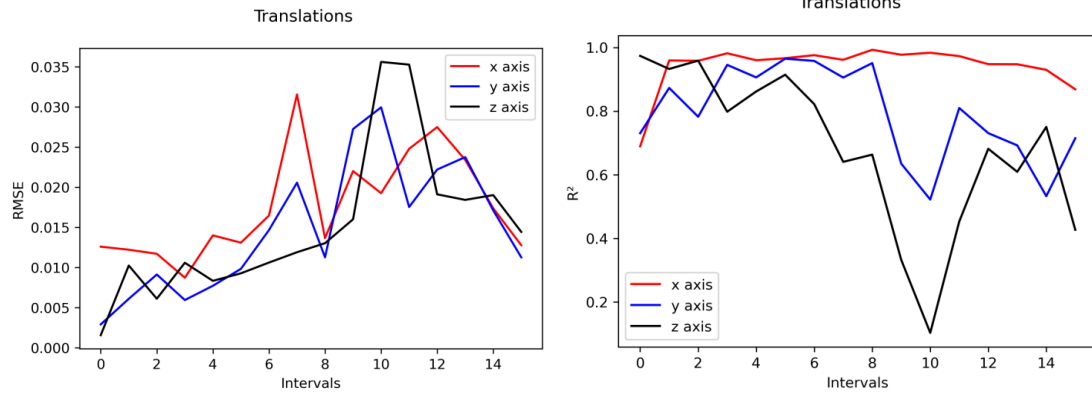 Translations
0.035
0.030
0.025
0.020
0.015
0.010
0.005
0.000
RMSE
x axis
y axis
z axis
0 2 4 6 8 10 12 14
Intervals
Translations
1.0
0.8
0.6
0.4
0.2
R²
x axis
y axis
z axis
0 2 4 6 8 10 12 14
Intervals